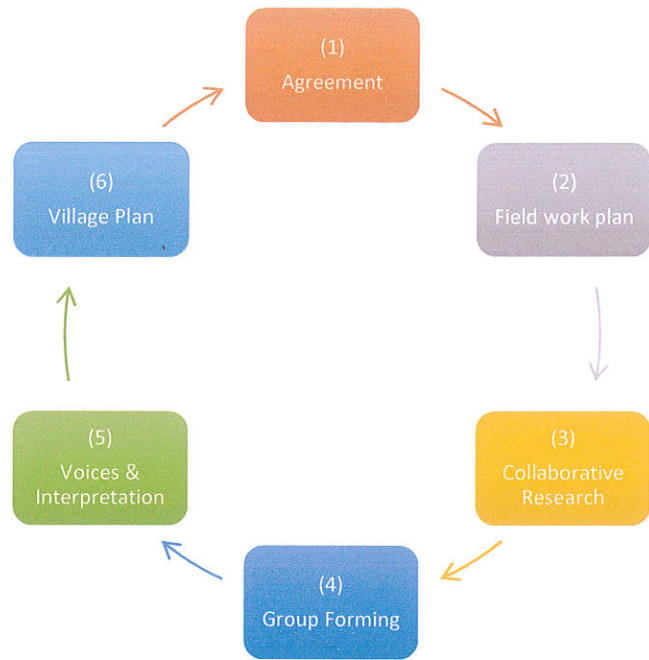 (1)
Agreement
(2)
Field work plan
(3)
Collaborative
Research
(4)
Group Forming
(5)
Voices &
Interpretation
(6)
Village Plan